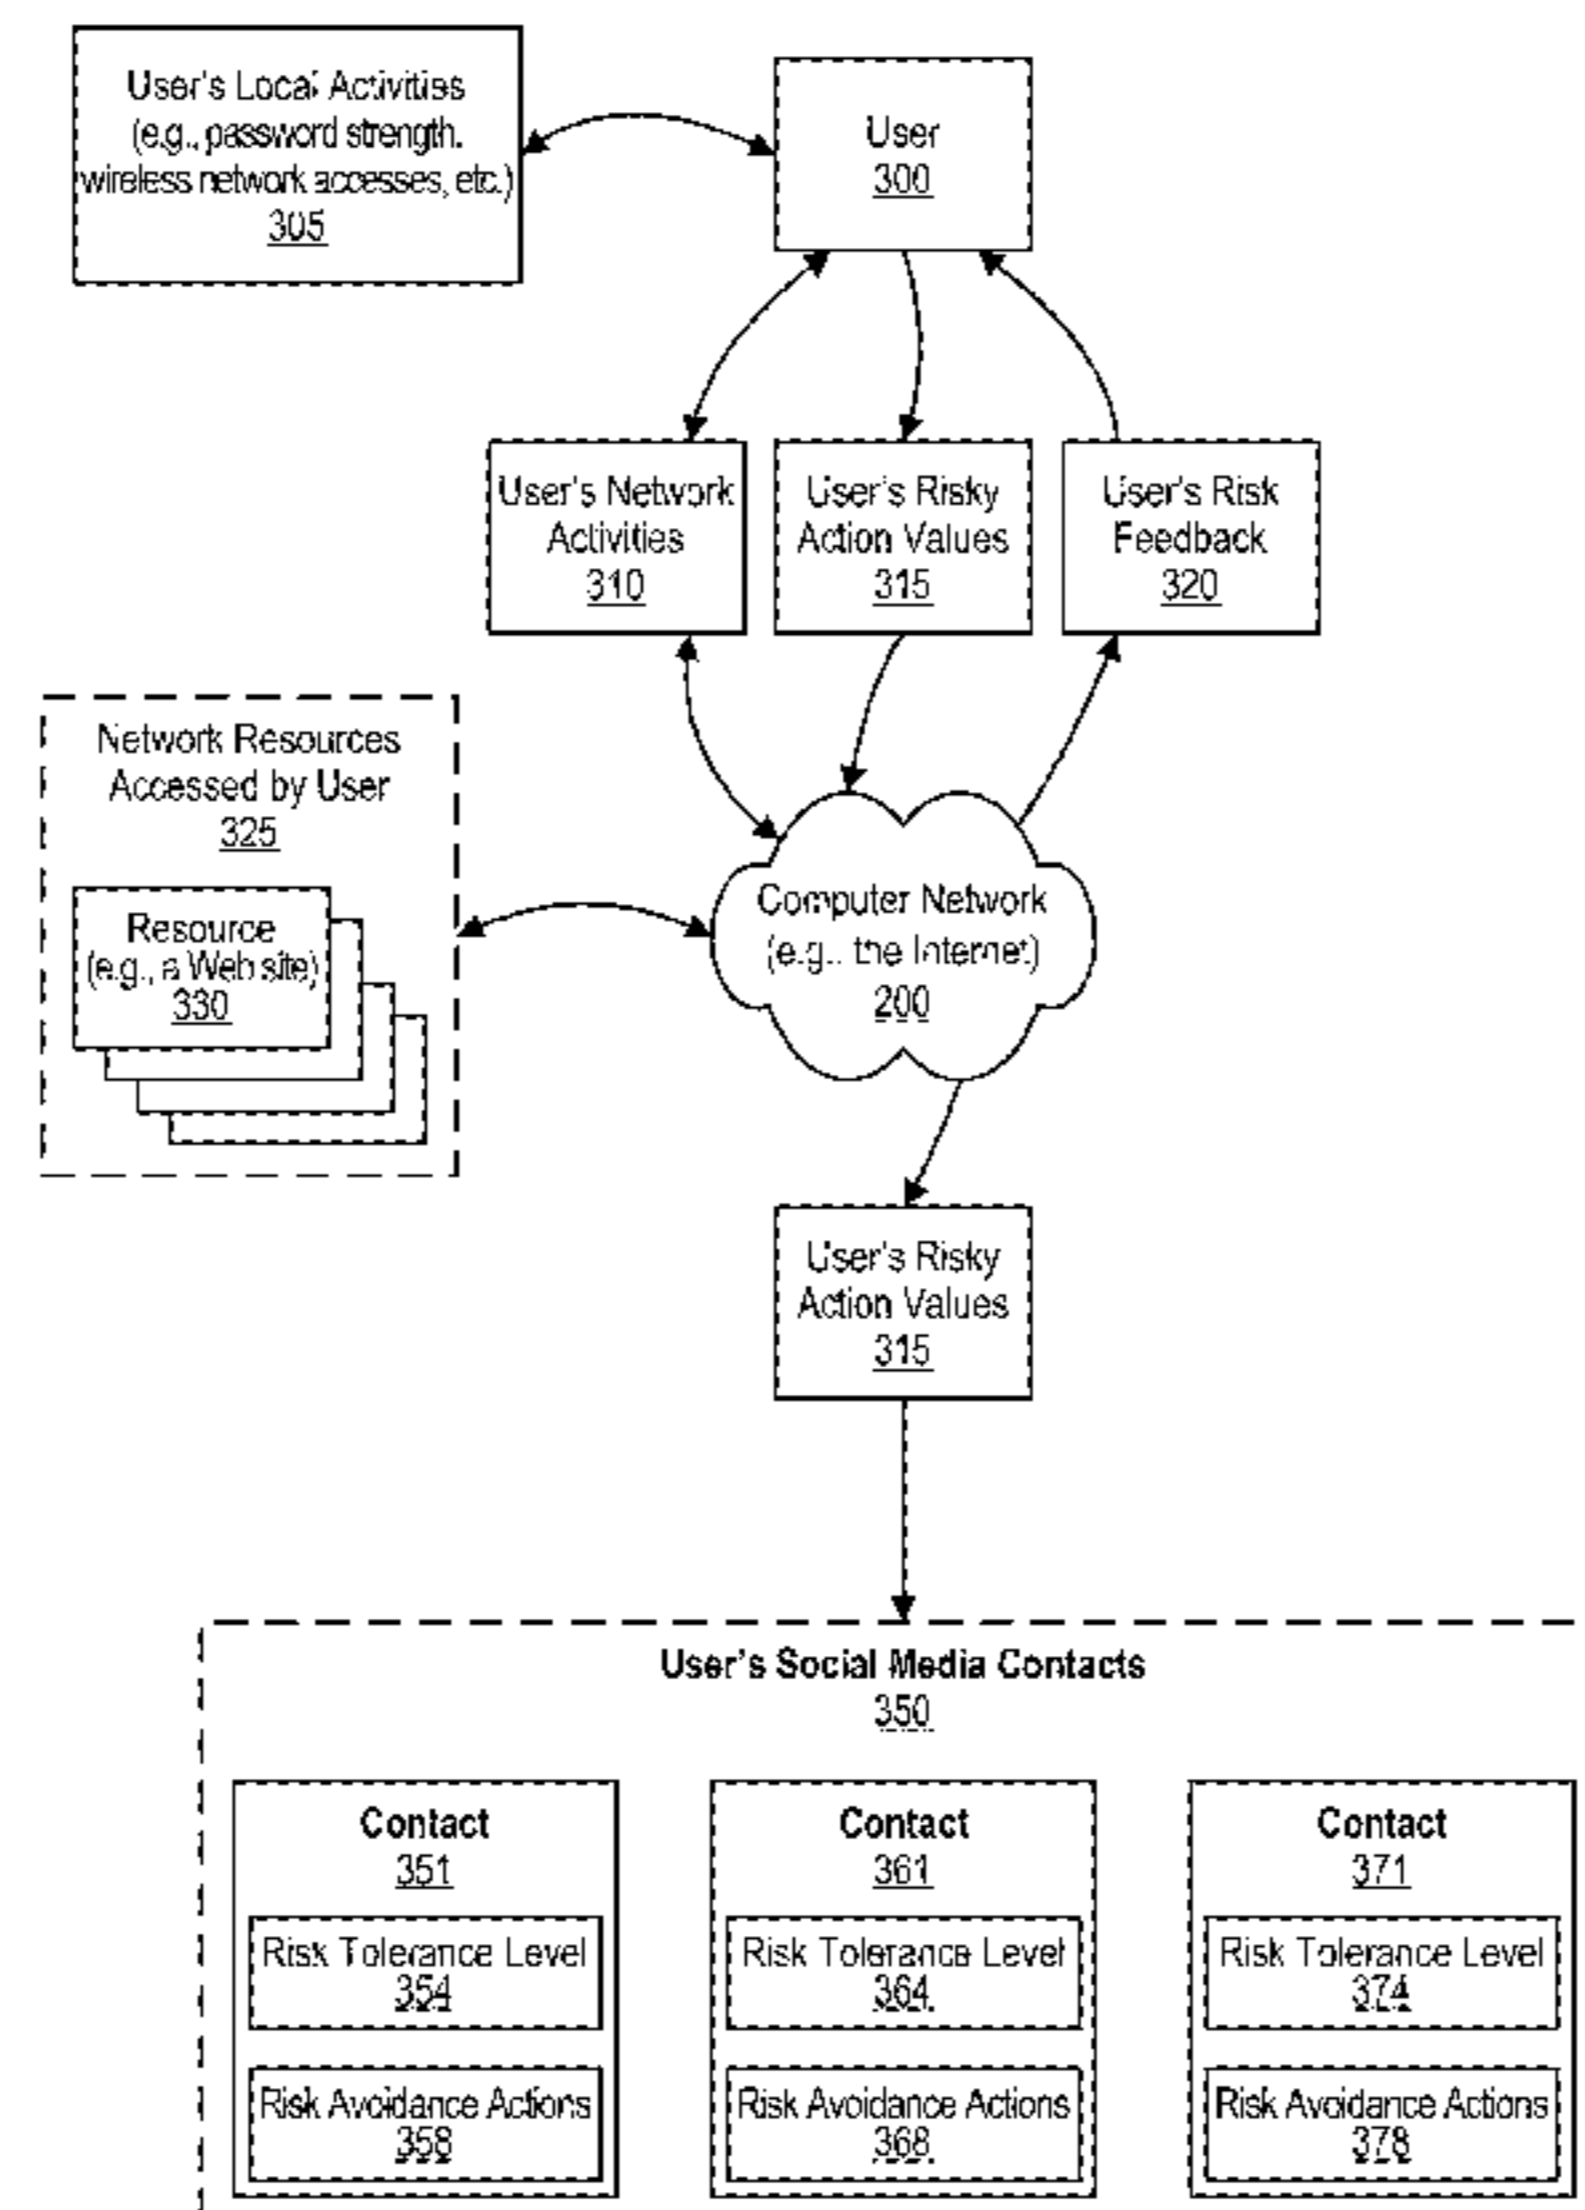 User's Local Activities
(e.g., password strength,
wireless network accesses, etc.)
305
User
300
User's Network
Activities
310
User's Risky
Action Values
315
User's Risk
Feedback
320
Network Resources
Accessed by User
325
Resource
(e.g., a Web site)
330
Computer Network
(e.g., the Internet)
200
User's Risky
Action Values
315
User's Social Media Contacts
350
Contact
351
Risk Tolerance Level
354
Risk Avoidance Actions
358
Contact
361
Risk Tolerance Level
364
Risk Avoidance Actions
368
Contact
371
Risk Tolerance Level
374
Risk Avoidance Actions
378